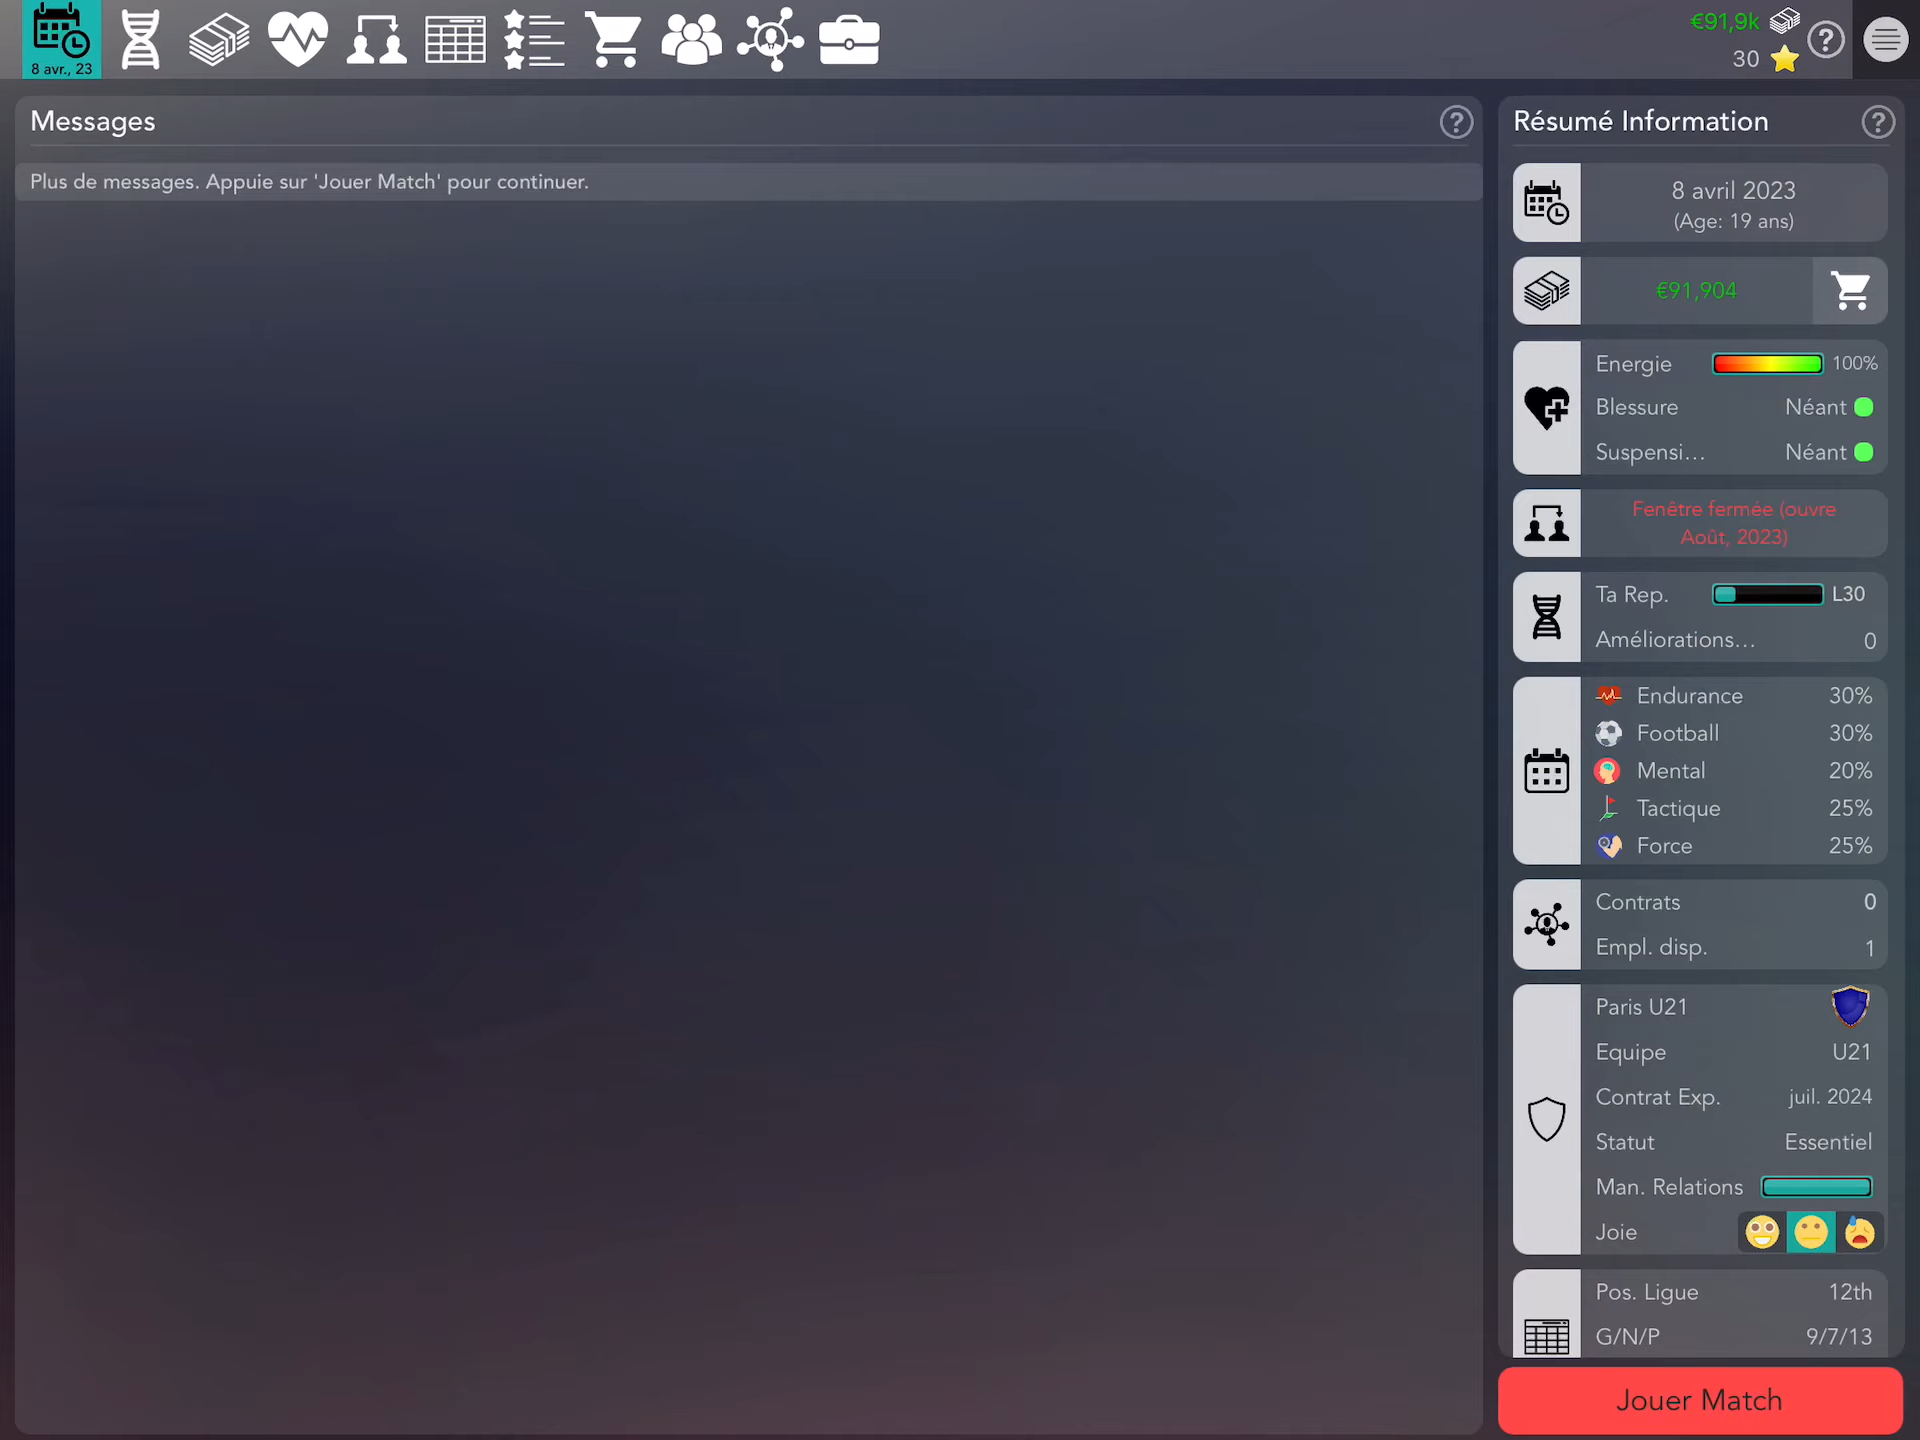 8 avr., 23
€91,9k
30
Messages
Plus de messages. Appuie sur 'Jouer Match' pour continuer.
Résumé Information
8 avril 2023
(Age: 19 ans)
€91,904
Energie 100%
Blessure Néant
Suspensi... Néant
Fenêtre fermée (ouvre
Août, 2023)
Ta Rep. L30
Améliorations... 0
Endurance 30%
Football 30%
Mental 20%
Tactique 25%
Force 25%
Contrats 0
Empl. disp. 1
Paris U21
Equipe U21
Contrat Exp. juil. 2024
Statut Essentiel
Man. Relations
Joie
Pos. Ligue 12th
G/N/P 9/7/13
Jouer Match